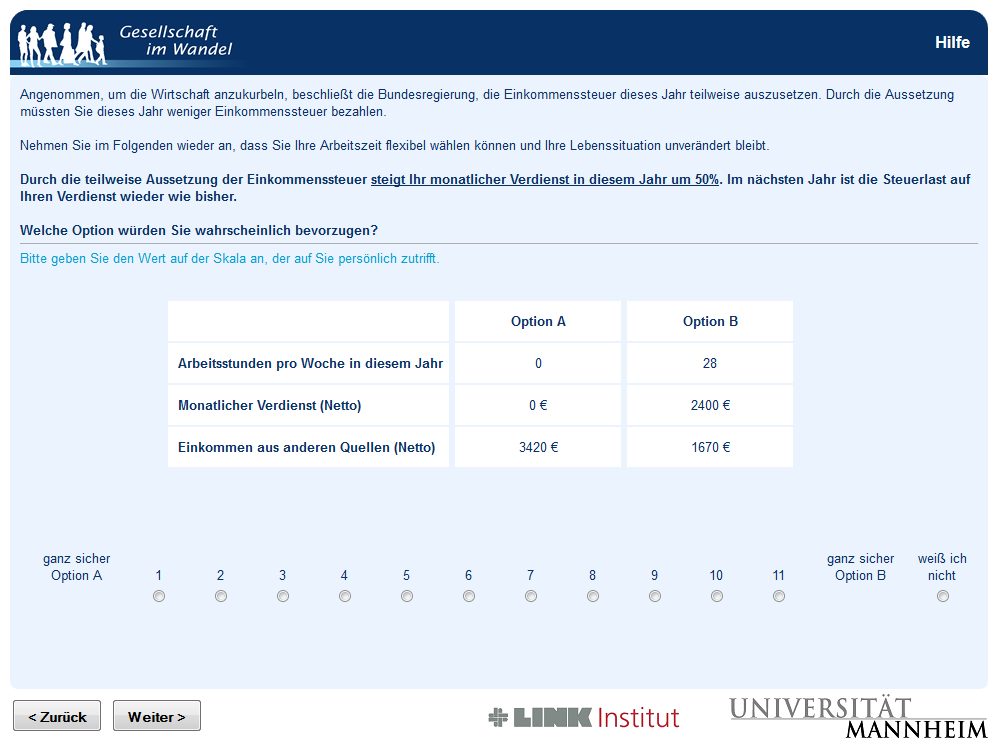 Gesellschaft
im Wandel
Hilfe
Angenommen, um die Wirtschaft anzukurbeln, beschließt die Bundesregierung, die Einkommenssteuer dieses Jahr teilweise auszusetzen. Durch die Aussetzung
müssten Sie dieses Jahr weniger Einkommenssteuer bezahlen.
Nehmen Sie im Folgenden wieder an, dass Sie Ihre Arbeitszeit flexibel wählen können und Ihre Lebenssituation unverändert bleibt.
Durch die teilweise Aussetzung der Einkommenssteuer steigt Ihr monatlicher Verdienst in diesem Jahr um 50%. Im nächsten Jahr ist die Steuerlast auf
Ihren Verdienst wieder wie bisher.
Welche Option würden Sie wahrscheinlich bevorzugen?
Bitte geben Sie den Wert auf der Skala an, der auf Sie persönlich zutrifft.
Option A Option B
Arbeitsstunden pro Woche in diesem Jahr 0 28
Monatlicher Verdienst (Netto) 0 € 2400 €
Einkommen aus anderen Quellen (Netto) 3420 € 1670 €
ganz sicher ganz sicher weiß ich
Option A 1 2 3 4 5 6 7 8 9 10 11 Option B nicht
< Zurück Weiter >
LINK Institut
UNIVERSITÄT
MANNHEIM